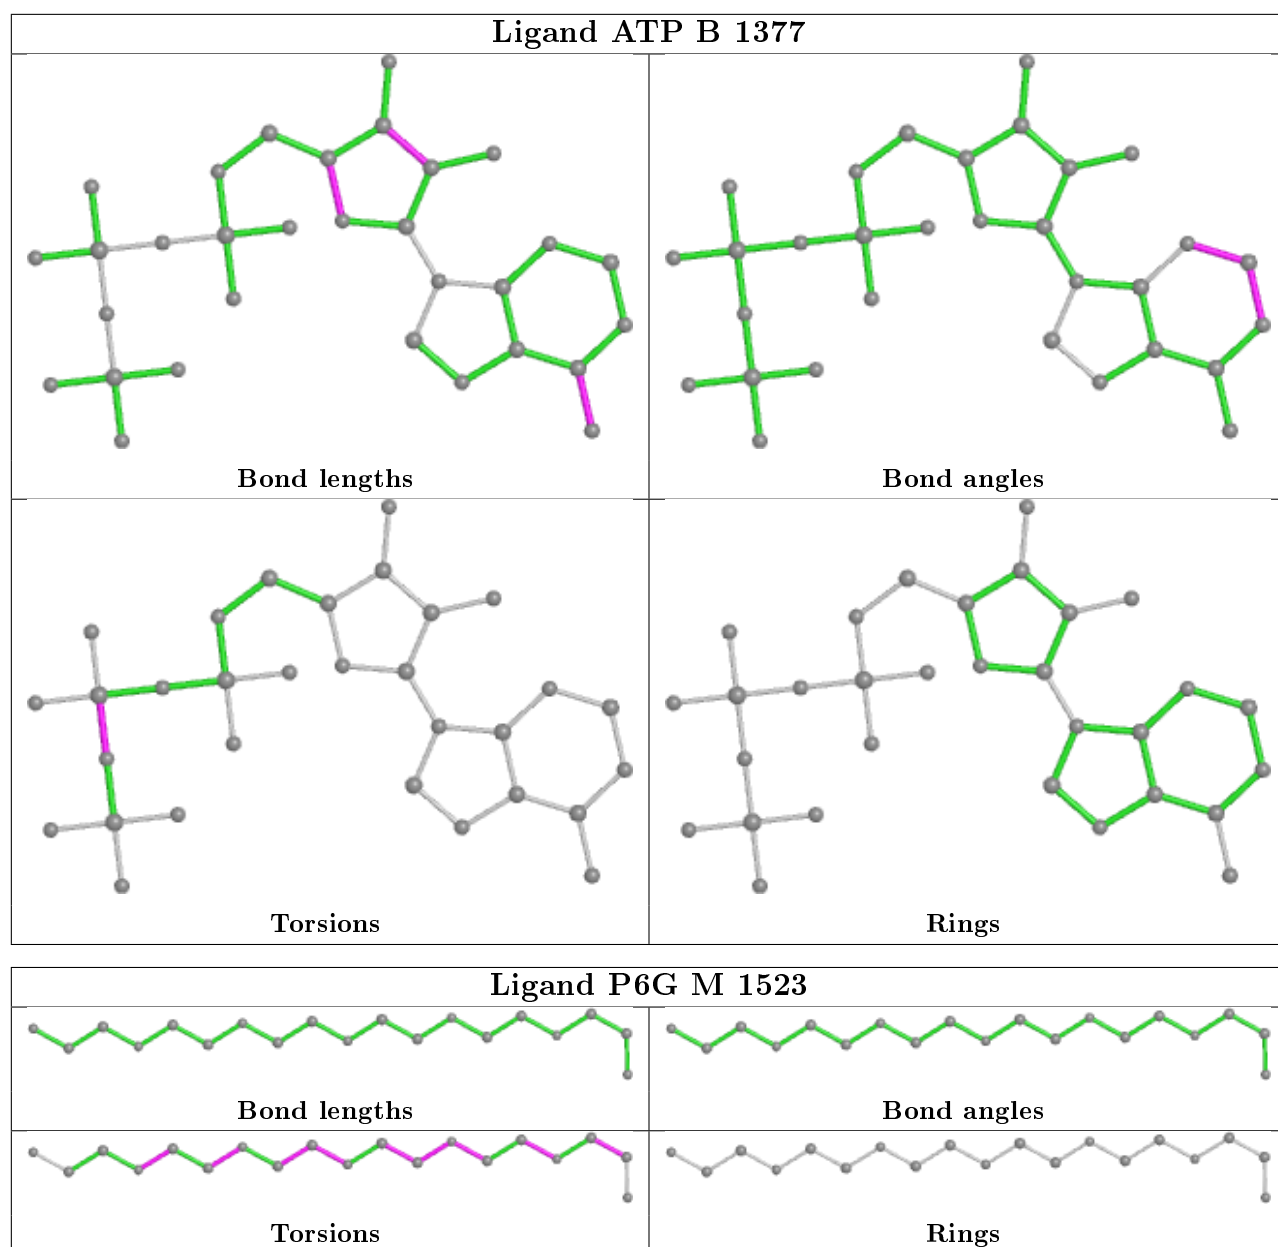 Ligand ATP B 1377
Bond lengths
Bond angles
Torsions
Rings
Ligand P6G M 1523
Bond lengths
Bond angles
Torsions
Rings